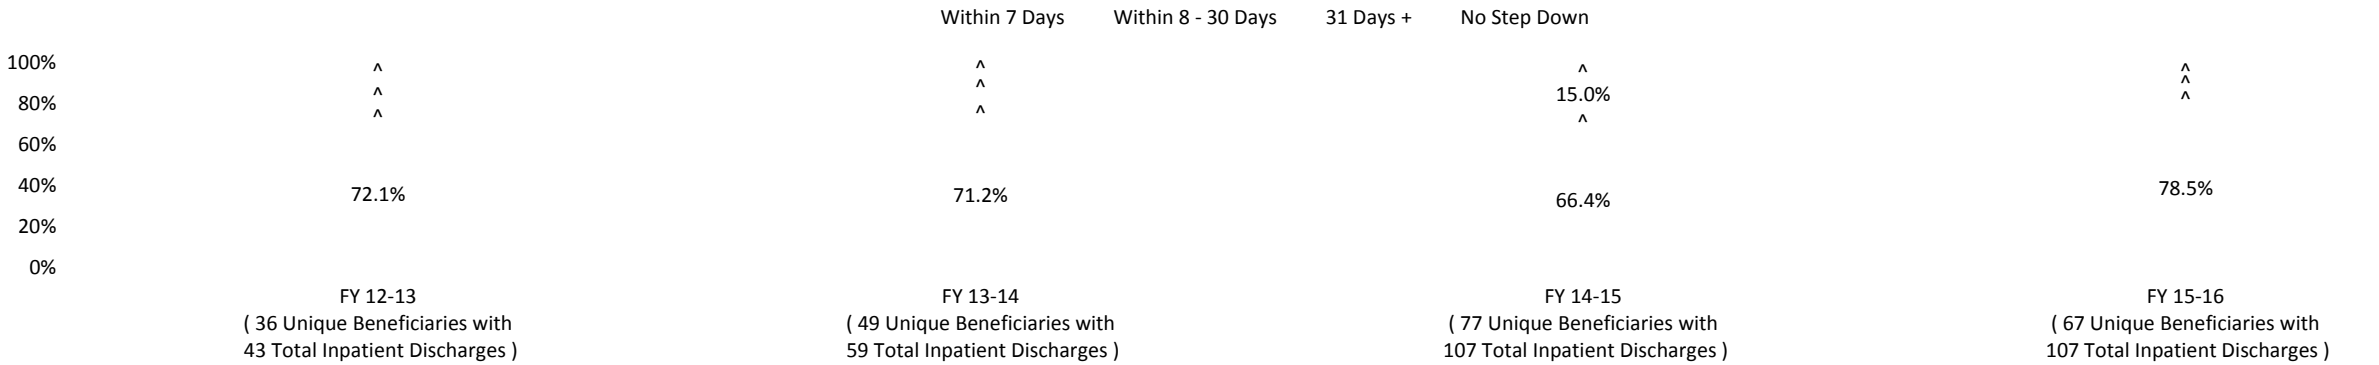 Within 7 Days Within 8 - 30 Days 31 Days + No Step Down
100%
80%
60%
40%
20%
0%
^
^
^
72.1%
^
^
^
71.2%
^
15.0%
^
66.4%
^
^
^
78.5%
FY 12-13
( 36 Unique Beneficiaries with
43 Total Inpatient Discharges )
FY 13-14
( 49 Unique Beneficiaries with
59 Total Inpatient Discharges )
FY 14-15
( 77 Unique Beneficiaries with
107 Total Inpatient Discharges )
FY 15-16
( 67 Unique Beneficiaries with
107 Total Inpatient Discharges )